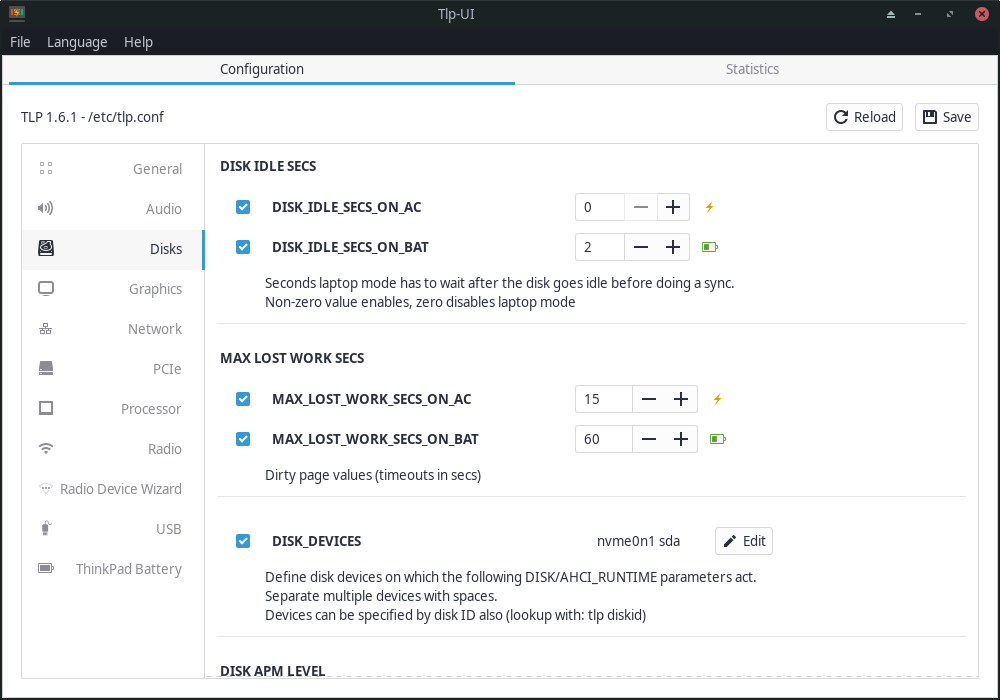 Tlp-UI
File Language Help
Configuration Statistics
TLP 1.6.1 - /etc/tlp.conf Reload Save
General
Audio
Disks
Graphics
Network
PCIe
Processor
Radio
Radio Device Wizard
USB
ThinkPad Battery
DISK IDLE SECS
DISK_IDLE_SECS_ON_AC 0
DISK_IDLE_SECS_ON_BAT 2
Seconds laptop mode has to wait after the disk goes idle before doing a sync.
Non-zero value enables, zero disables laptop mode
MAX LOST WORK SECS
MAX_LOST_WORK_SECS_ON_AC 15
MAX_LOST_WORK_SECS_ON_BAT 60
Dirty page values (timeouts in secs)
DISK_DEVICES nvme0n1 sda Edit
Define disk devices on which the following DISK/AHCI_RUNTIME parameters act.
Separate multiple devices with spaces.
Devices can be specified by disk ID also (lookup with: tlp diskid)
DISK APM LEVEL